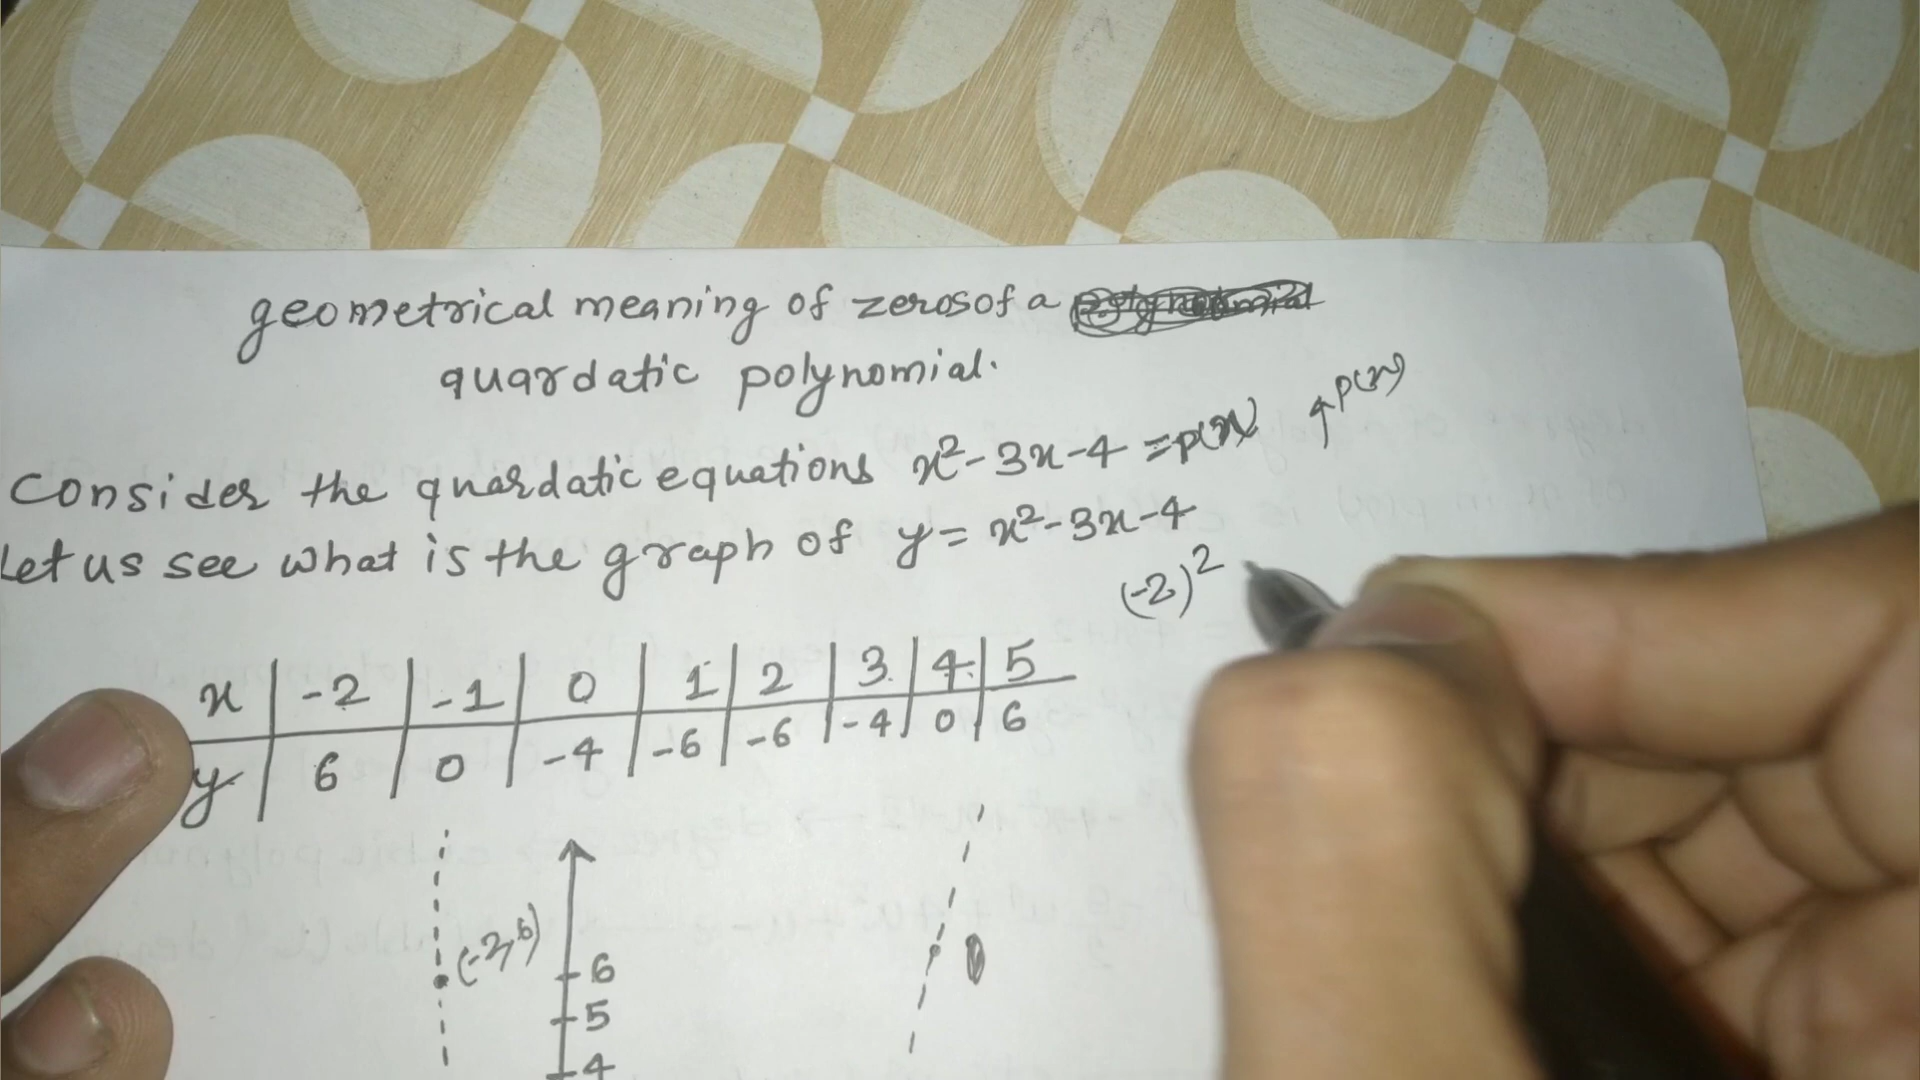 geometrical meaning of zeros of a
quardatic polynomial.
Consider the quardatic equations x²-3x-4 =p(x) ↑p(x)
Let us see what is the graph of y= x²-3x-4
(-2)²
x | -2 | -1 | 0 | 1 | 2 | 3 | 4 | 5
y | 6 | 0 | -4 | -6 | -6 | -4 | 0 | 6
(-2,6)
6
5
4